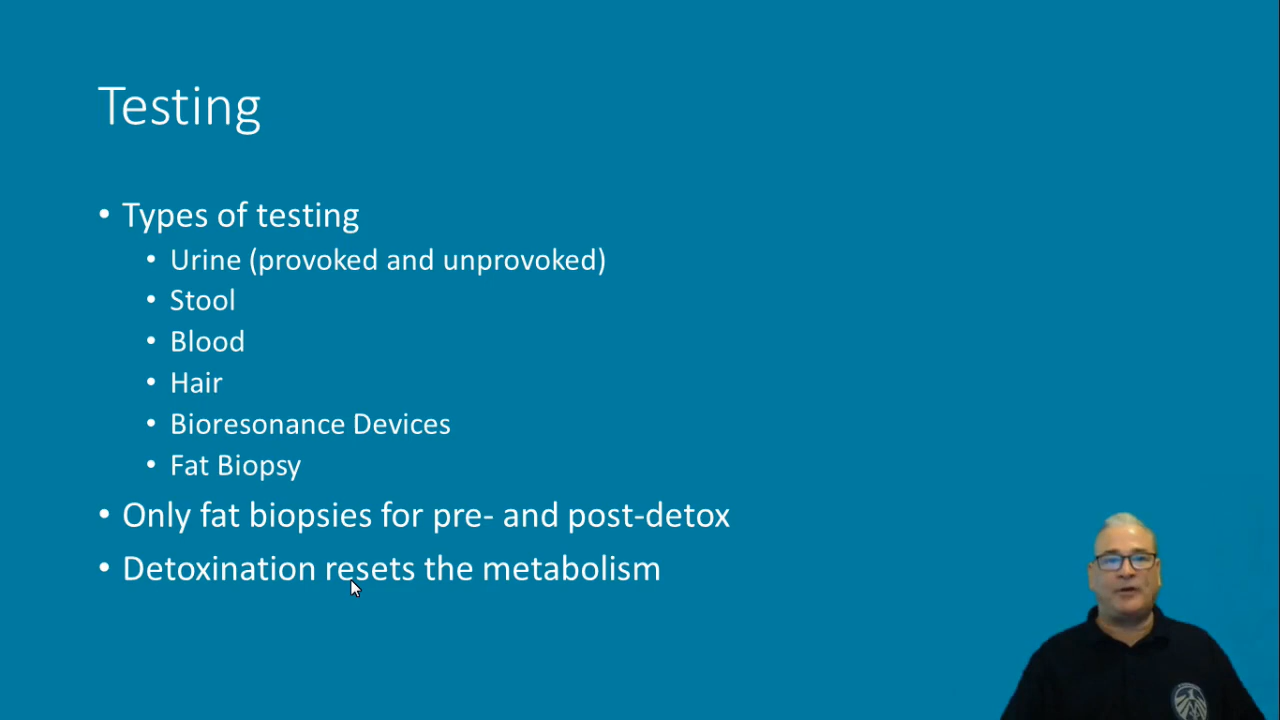 Testing
• Types of testing
• Urine (provoked and unprovoked)
• Stool
• Blood
• Hair
• Bioresonance Devices
• Fat Biopsy
• Only fat biopsies for pre- and post-detox
• Detoxination resets the metabolism